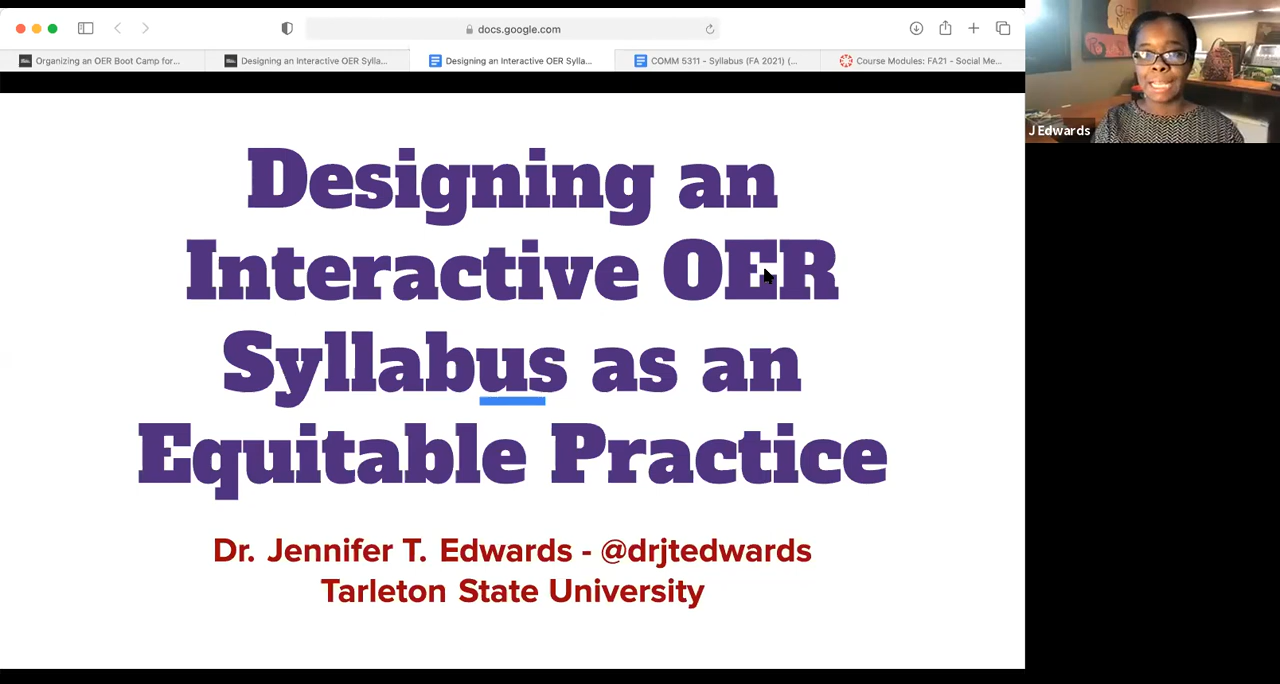 docs.google.com
Organizing an OER Boot Camp for...
Designing an Interactive OER Sylla...
Designing an Interactive OER Sylla...
COMM 5311 - Syllabus (FA 2021) (...
Course Modules: FA21 - Social Me...
J Edwards
Designing an
Interactive OER
Syllabus as an
Equitable Practice
Dr. Jennifer T. Edwards - @drjtedwards
Tarleton State University